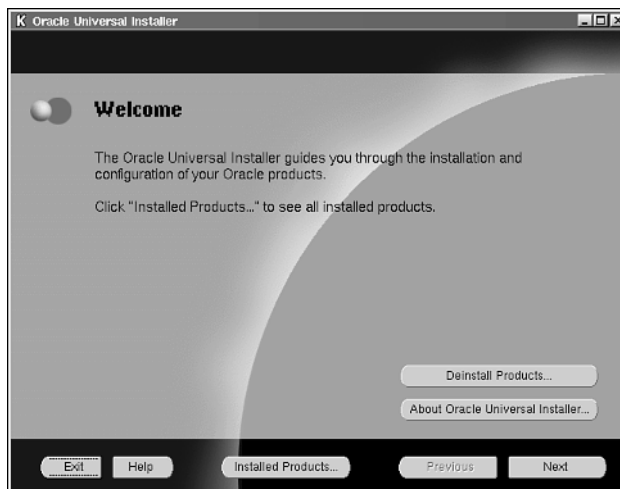 K Oracle Universal Installer
Welcome
The Oracle Universal Installer guides you through the installation and
configuration of your Oracle products.
Click "Installed Products..." to see all installed products.
Deinstall Products...
About Oracle Universal Installer...
Exit
Help
Installed Products...
Previous
Next